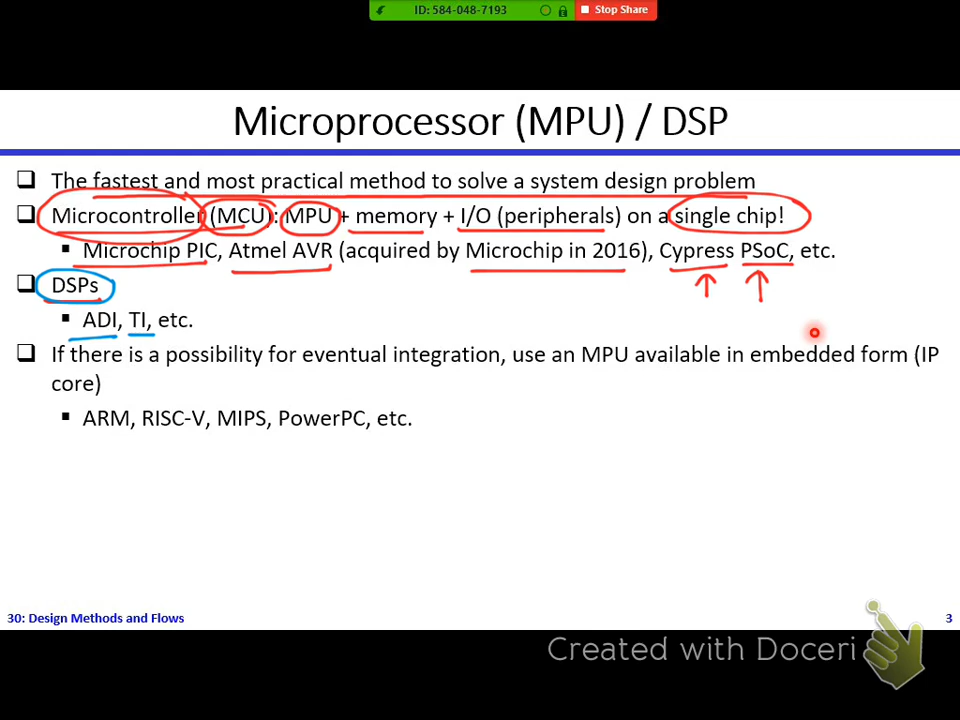 ID: 584-048-7193 Stop Share
Microprocessor (MPU) / DSP
The fastest and most practical method to solve a system design problem
Microcontroller (MCU): MPU + memory + I/O (peripherals) on a single chip!
Microchip PIC, Atmel AVR (acquired by Microchip in 2016), Cypress PSoC, etc.
DSPs
ADI, TI, etc.
If there is a possibility for eventual integration, use an MPU available in embedded form (IP
core)
ARM, RISC-V, MIPS, PowerPC, etc.
30: Design Methods and Flows 3
Created with Doceri